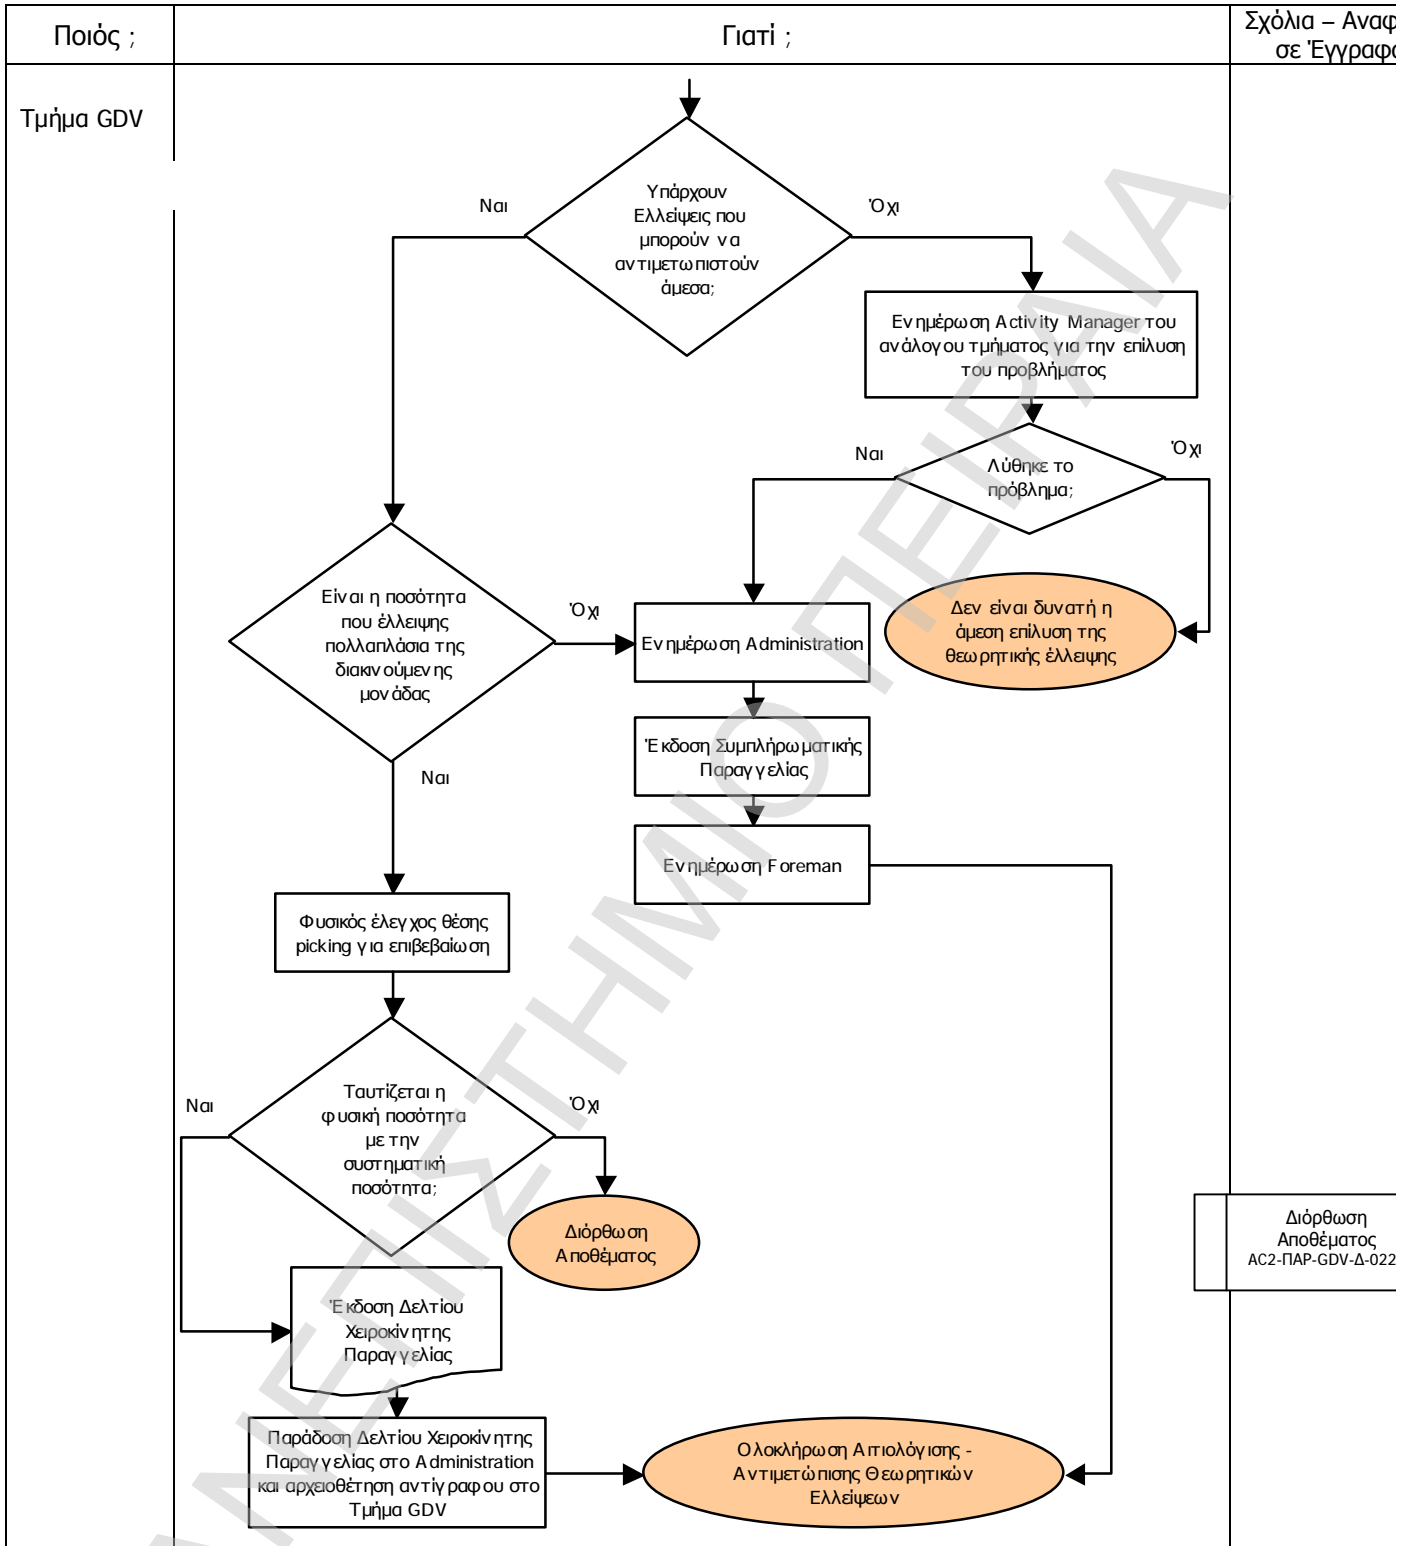 Ποιός ;
Γιατί ;
Σχόλια – Αναφ
σε Έγγραφ
Τμήμα GDV
Υπάρχουν
Ελλείψεις που
μπορούν να
αντιμετωπιστούν
άμεσα;
Ναι
Όχι
Ενημέρωση Activity Manager του
ανάλογου τμήματος για την επίλυση
του προβλήματος
Λύθηκε το
πρόβλημα;
Ναι
Όχι
Είναι η ποσότητα
που έλλειψης
πολλαπλάσια της
διακινούμενης
μονάδας
Όχι
Ναι
Ενημέρωση Administration
Δεν είναι δυνατή η
άμεση επίλυση της
θεωρητικής έλλειψης
Έκδοση Συμπλήρωματικής
Παραγγελίας
Ενημέρωση Foreman
Φυσικός έλεγχος θέσης
picking για επιβεβαίωση
Ταυτίζεται η
φυσική ποσότητα
με την
συστηματική
ποσότητα;
Ναι
Όχι
Διόρθωση
Αποθέματος
Διόρθωση
Αποθέματος
AC2-ΠΑΡ-GDV-Δ-022
Έκδοση Δελτίου
Χειροκίνητης
Παραγγελίας
Παράδοση Δελτίου Χειροκίνητης
Παραγγελίας στο Administration
και αρχειοθέτηση αντίγραφου στο
Τμήμα GDV
Ολοκλήρωση Αιτιολόγισης -
Αντιμετώπισης Θεωρητικών
Ελλείψεων
ΑΝΕΠΙΣΤΗΜΙΟ ΠΕΙΡΑΙΑ